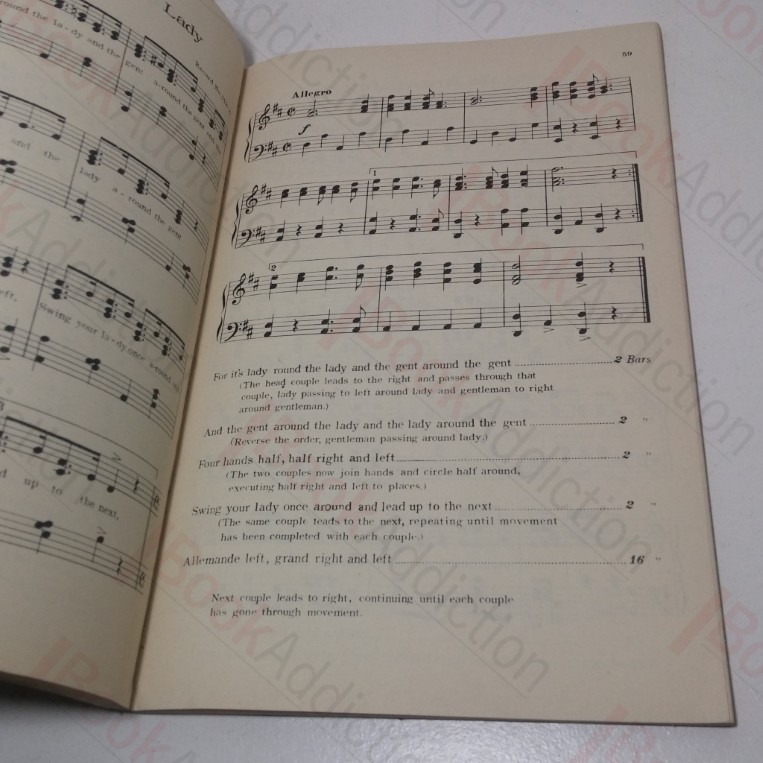 Lady
round the la-dy and the gent
a-round the gent
the
lady a-round the gent
left,
swing your la-dy once around
up to the next,
59
Allegro
f
1
2
For it's lady round the lady and the gent around the gent ........ 2 Bars
(The head couple leads to the right and passes through that
couple, lady passing to left around lady and gentleman to right
around gentleman.)
And the gent around the lady and the lady around the gent ........ 2 "
(Reverse the order, gentleman passing around lady.)
Four hands half, half right and left ........ 2 "
(The two couples now join hands and circle half around,
executing half right and left to places.)
Swing your lady once around and lead up to the next ........ 2 "
(The same couple leads to the next, repeating until movement
has been completed with each couple.)
Allemande left, grand right and left ........ 16 "
Next couple leads to right, continuing until each couple
has gone through movement.
BookAddiction